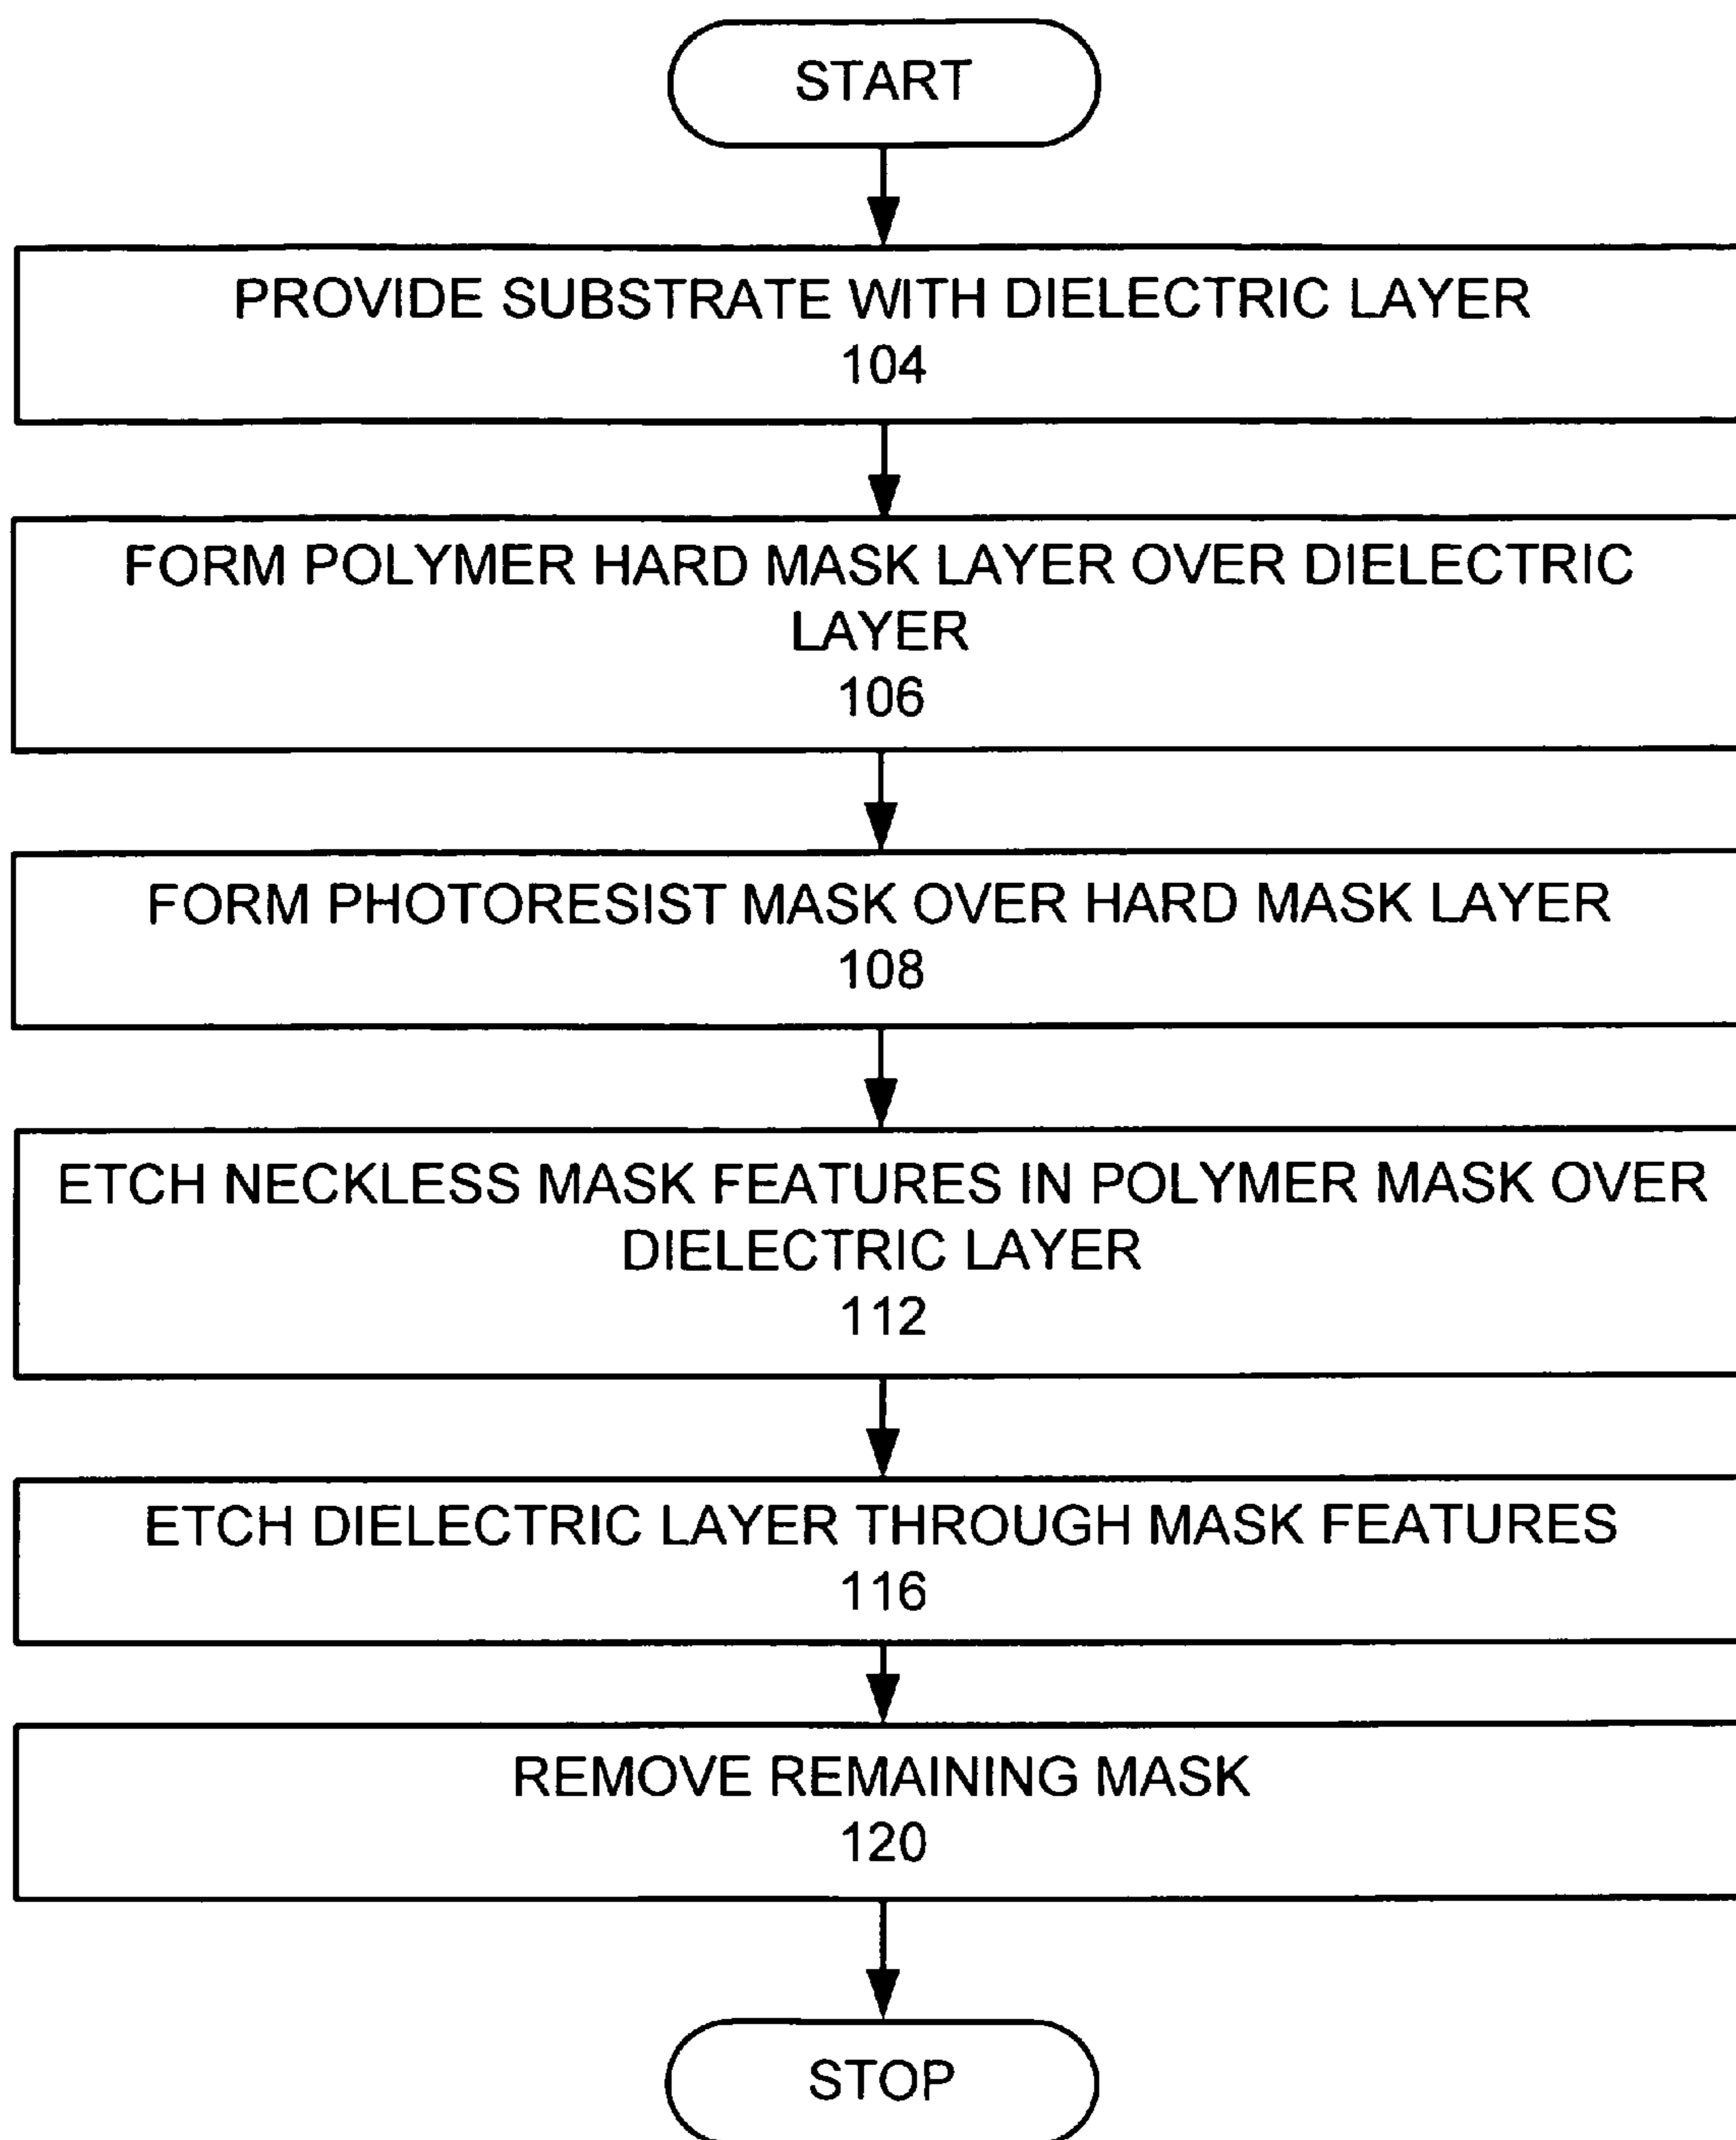 START
PROVIDE SUBSTRATE WITH DIELECTRIC LAYER
104
FORM POLYMER HARD MASK LAYER OVER DIELECTRIC
LAYER
106
FORM PHOTORESIST MASK OVER HARD MASK LAYER
108
ETCH NECKLESS MASK FEATURES IN POLYMER MASK OVER
DIELECTRIC LAYER
112
ETCH DIELECTRIC LAYER THROUGH MASK FEATURES
116
REMOVE REMAINING MASK
120
STOP